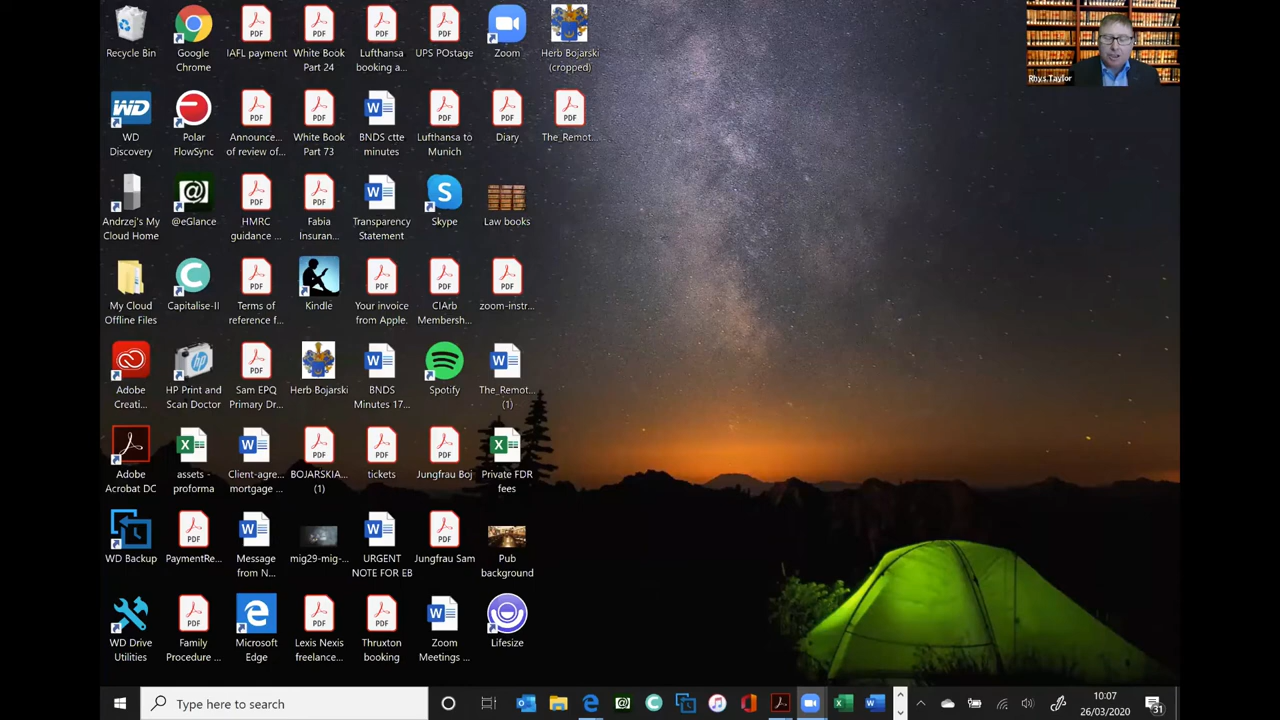 Recycle Bin
Google Chrome
IAFL payment
White Book Part 24
Lufthansa booking a...
UPS POstage
Zoom
Herb Bojarski (cropped)
Rhys Taylor
WD
WD Discovery
Polar FlowSync
Announce... of review of...
White Book Part 73
BNDS ctte minutes
Lufthansa to Munich
Diary
The_Remot...
Andrzej's My Cloud Home
@eGlance
HMRC guidance ...
Fabia Insuran...
Transparency Statement
Skype
Law books
My Cloud Offline Files
Capitalise-II
Terms of reference f...
Kindle
Your invoice from Apple.
CIArb Membersh...
zoom-instr...
Adobe Creati...
HP Print and Scan Doctor
Sam EPQ Primary Dr...
Herb Bojarski
BNDS Minutes 17...
Spotify
The_Remot... (1)
Adobe Acrobat DC
assets - proforma
Client-agre... mortgage ...
BOJARSKIA... (1)
tickets
Jungfrau Boj
Private FDR fees
WD Backup
PaymentRe...
Message from N...
mig29-mig-...
URGENT NOTE FOR EB
Jungfrau Sam
Pub background
WD Drive Utilities
Family Procedure ...
Microsoft Edge
Lexis Nexis freelance...
Thruxton booking
Zoom Meetings ...
Lifesize
Type here to search
10:07
26/03/2020
31